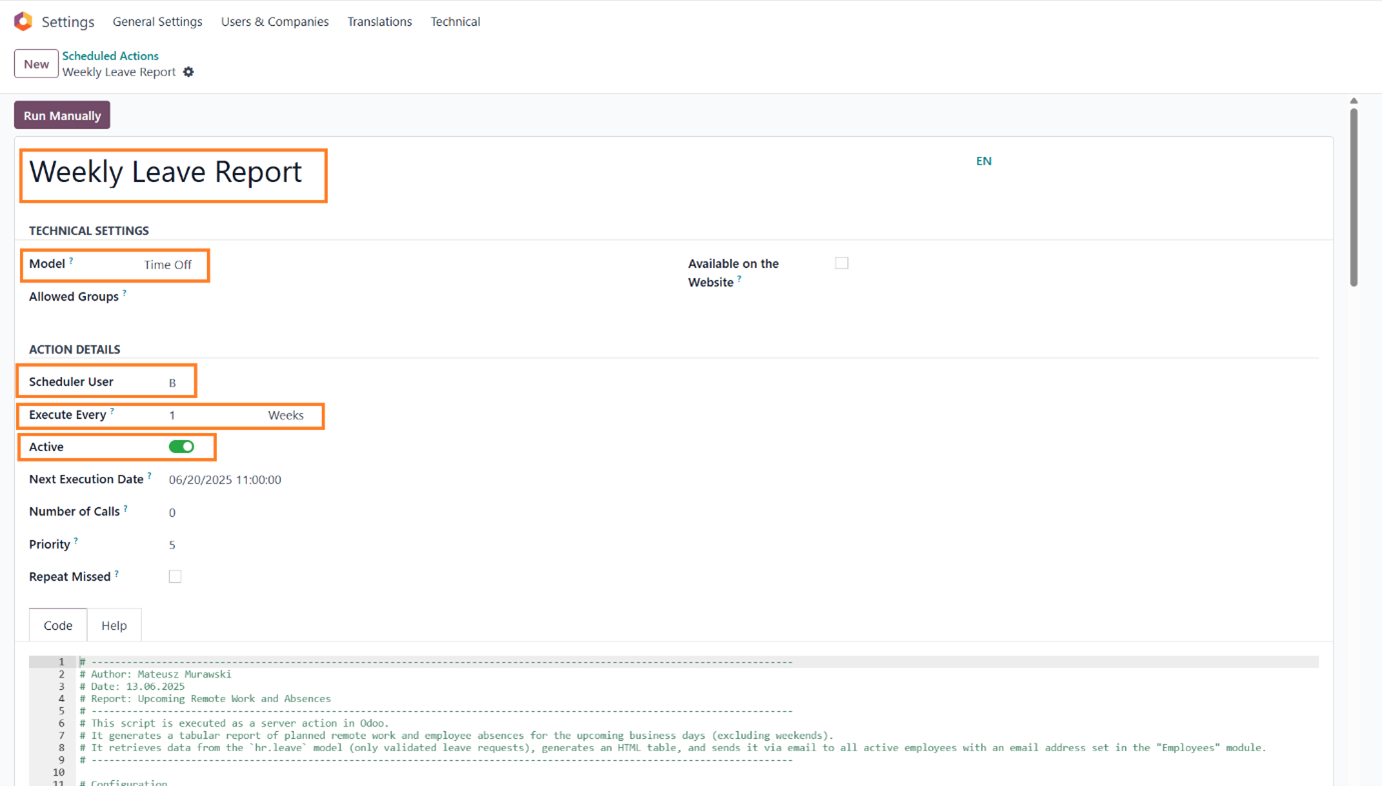 Settings General Settings Users & Companies Translations Technical
New Scheduled Actions
Weekly Leave Report
Run Manually
Weekly Leave Report EN
TECHNICAL SETTINGS
Model ? Time Off Available on the
Website ?
Allowed Groups ?
ACTION DETAILS
Scheduler User B
Execute Every ? 1 Weeks
Active
Next Execution Date ? 06/20/2025 11:00:00
Number of Calls ? 0
Priority ? 5
Repeat Missed ?
Code Help
1 # ------------------------------------------------------------------------------------------------------------------------
2 # Author: Mateusz Murawski
3 # Date: 13.06.2025
4 # Report: Upcoming Remote Work and Absences
5 # ------------------------------------------------------------------------------------------------------------------------
6 # This script is executed as a server action in Odoo.
7 # It generates a tabular report of planned remote work and employee absences for the upcoming business days (excluding weekends).
8 # It retrieves data from the `hr.leave` model (only validated leave requests), generates an HTML table, and sends it via email to all active employees with an email address set in the "Employees" module.
9 # ------------------------------------------------------------------------------------------------------------------------
10
11 # Configuration